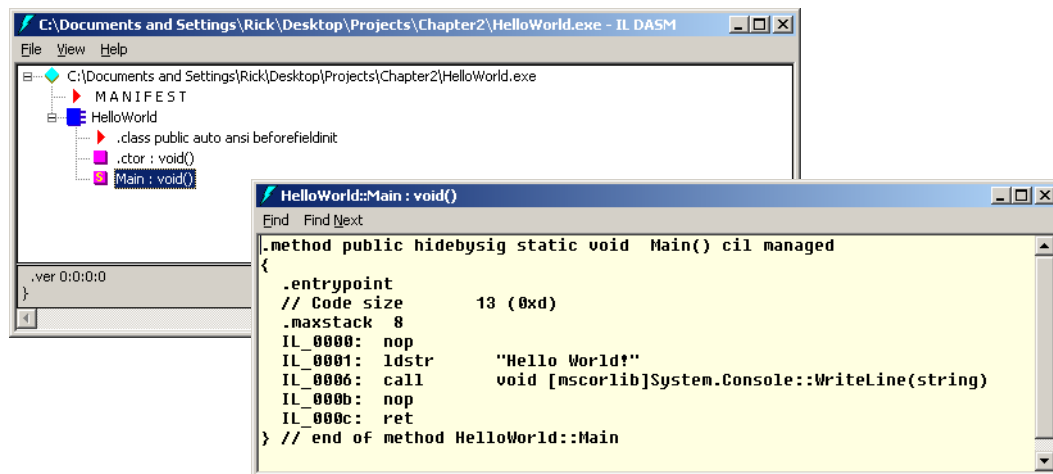 C:\Documents and Settings\Rick\Desktop\Projects\Chapter2\HelloWorld.exe - IL DASM
File View Help
C:\Documents and Settings\Rick\Desktop\Projects\Chapter2\HelloWorld.exe
MANIFEST
HelloWorld
.class public auto ansi beforefieldinit
.ctor : void()
S Main : void()
.ver 0:0:0:0
}
HelloWorld::Main : void()
Find Find Next
.method public hidebysig static void  Main() cil managed
{
  .entrypoint
  // Code size       13 (0xd)
  .maxstack  8
  IL_0000:  nop
  IL_0001:  ldstr      "Hello World!"
  IL_0006:  call       void [mscorlib]System.Console::WriteLine(string)
  IL_000b:  nop
  IL_000c:  ret
} // end of method HelloWorld::Main